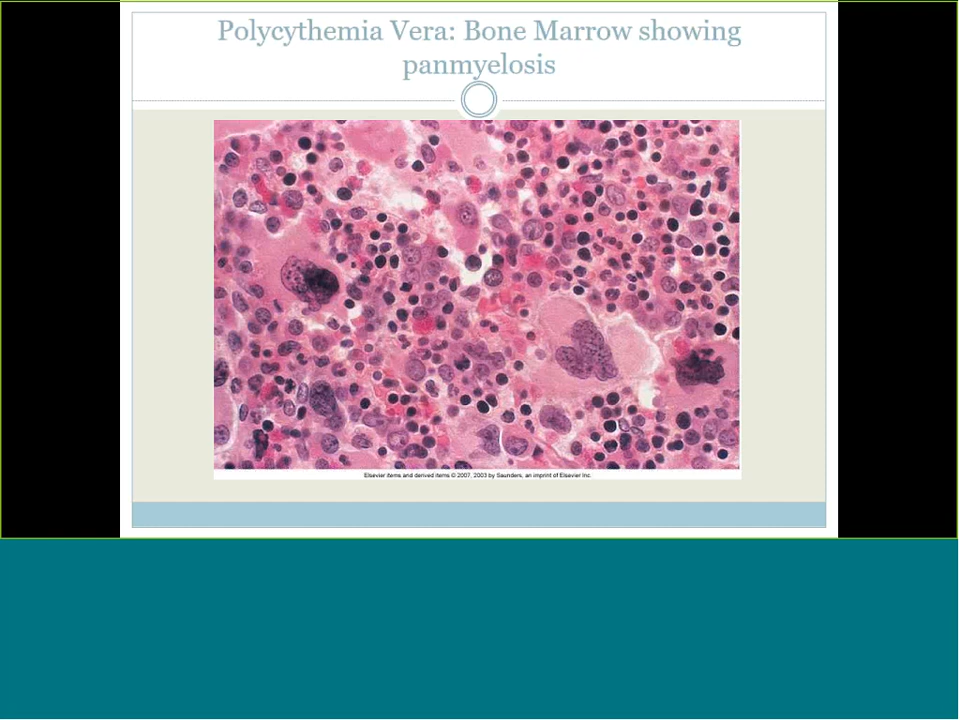 Polycythemia Vera: Bone Marrow showing
panmyelosis
Elsevier items and derived items © 2007, 2003 by Saunders, an imprint of Elsevier Inc.